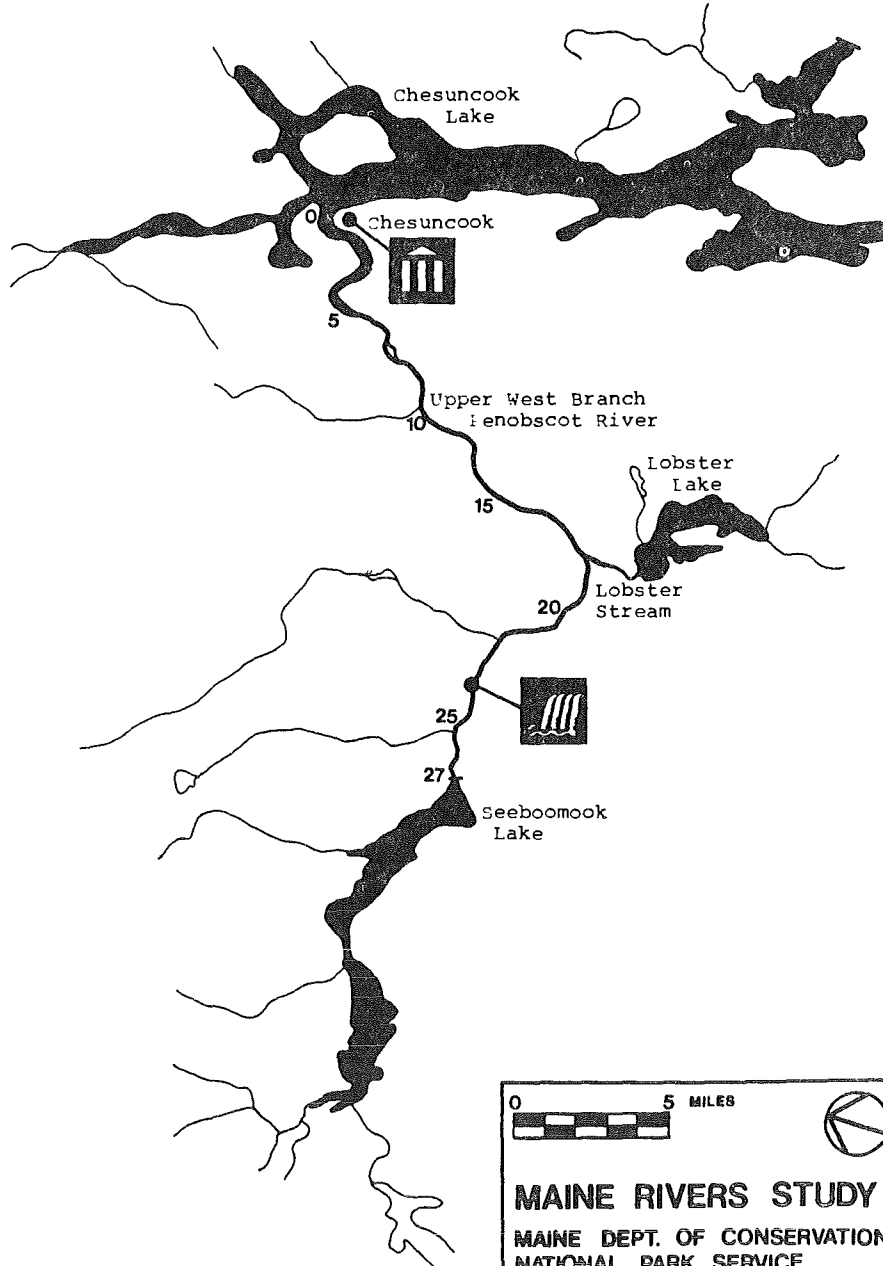 Chesuncook
Lake
0
Chesuncook
5
Upper West Branch
Penobscot River
10
Lobster
Lake
15
Lobster
Stream
20
25
27
Seeboomook
Lake
0 5 MILES
MAINE RIVERS STUDY
MAINE DEPT. OF CONSERVATION
NATIONAL PARK SERVICE